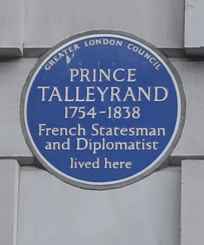 GREATER LONDON COUNCIL
PRINCE
TALLEYRAND
1754-1838
French Statesman
and Diplomatist
lived here